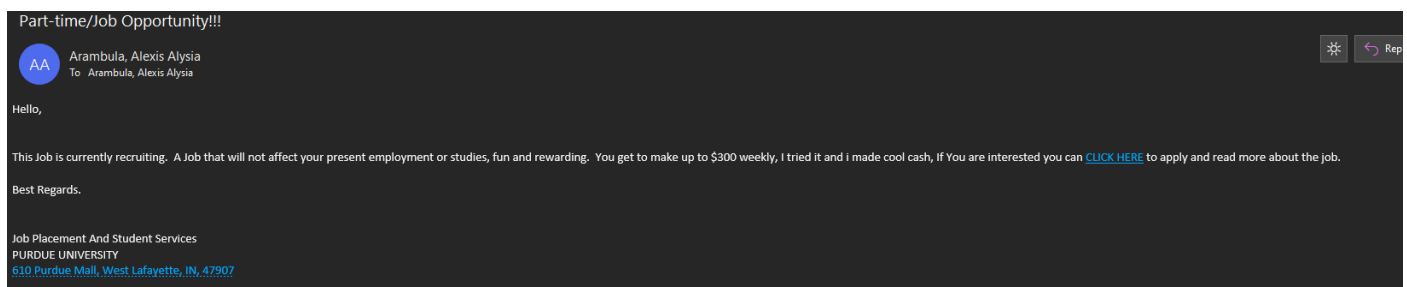 Part-time/Job Opportunity!!!
AA
Arambula, Alexis Alysia
To Arambula, Alexis Alysia
Rep
Hello,
This Job is currently recruiting. A Job that will not affect your present employment or studies, fun and rewarding. You get to make up to $300 weekly, I tried it and i made cool cash, If You are interested you can CLICK HERE to apply and read more about the job.
Best Regards.
Job Placement And Student Services
PURDUE UNIVERSITY
610 Purdue Mall, West Lafayette, IN, 47907